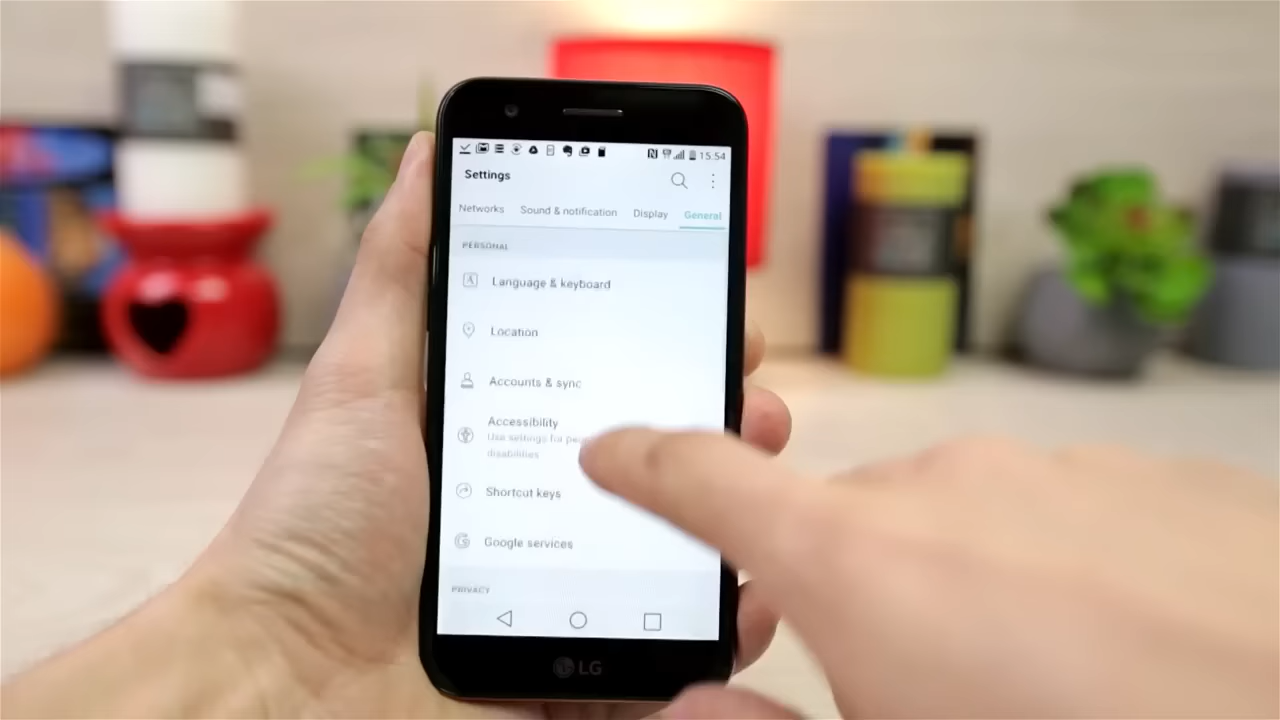 15:54
Settings
Networks Sound & notification Display General
PERSONAL
Language & keyboard
Location
Accounts & sync
Accessibility
Use settings for
disabilities
Shortcut keys
Google services
PRIVACY
LG